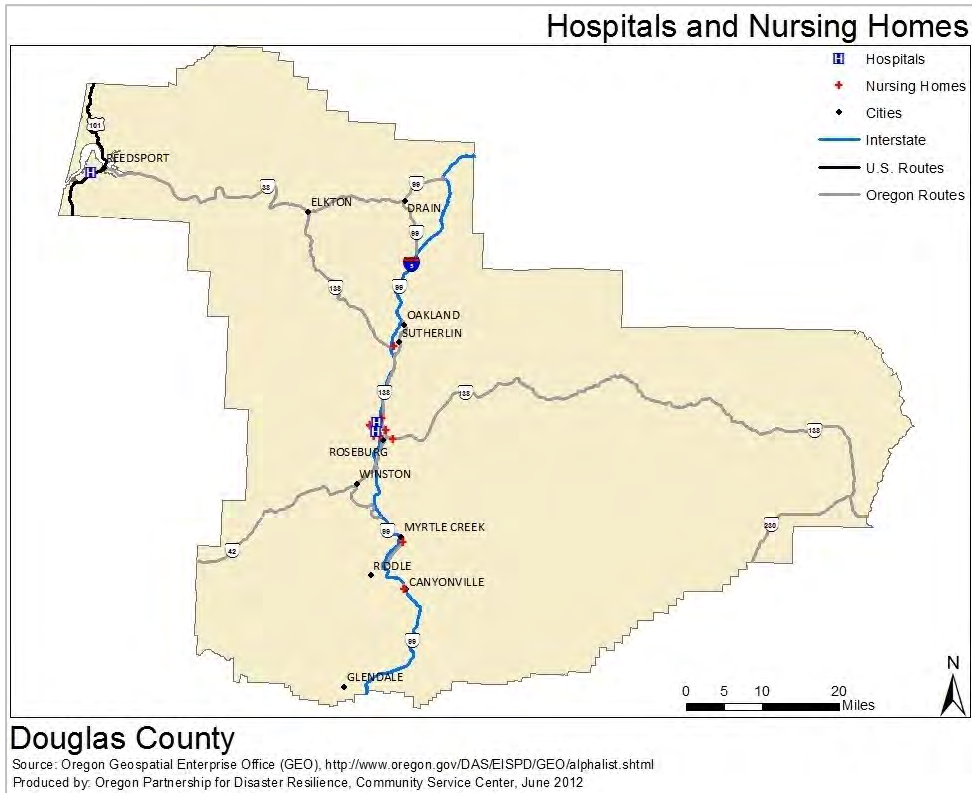 Hospitals and Nursing Homes
Hospitals
Nursing Homes
Cities
Interstate
U.S. Routes
Oregon Routes
101
REEDSPORT
H
38
99
ELKTON
DRAIN
99
5
138
99
OAKLAND
SUTHERLIN
138
138
H
H
138
ROSEBURG
WINSTON
99
MYRTLE CREEK
230
42
RIDDLE
CANYONVILLE
99
GLENDALE
N
0 5 10 20
Miles
Douglas County
Source: Oregon Geospatial Enterprise Office (GEO), http://www.oregon.gov/DAS/EISPD/GEO/alphalist.shtml
Produced by: Oregon Partnership for Disaster Resilience, Community Service Center, June 2012